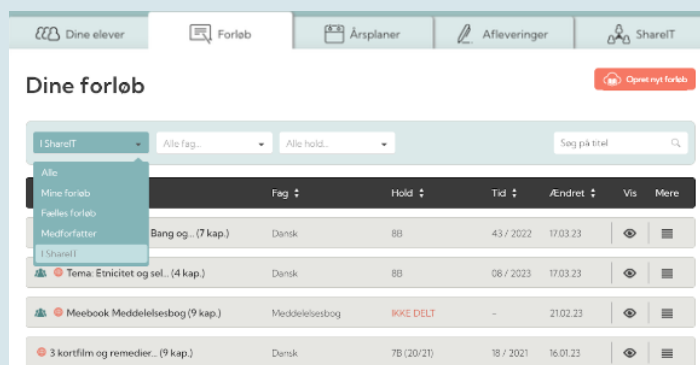 Dine elever Forløb Årsplaner Afleveringer ShareIT
Dine forløb
Opret nyt forløb
I ShareIT Alle fag... Alle hold... Søg på titel
Alle
Mine forløb
Fælles forløb
Medforfatter
I ShareIT
Fag Hold Tid Ændret Vis Mere
Bang og... (7 kap.) Dansk 8B 43 / 2022 17.03.23
Tema: Etnicitet og sel... (4 kap.) Dansk 8B 08 / 2023 17.03.23
Meebook Meddelelsesbog (9 kap.) Meddelelsesbog IKKE DELT - 21.02.23
3 kortfilm og remedier... (9 kap.) Dansk 7B (20/21) 18 / 2021 16.01.23